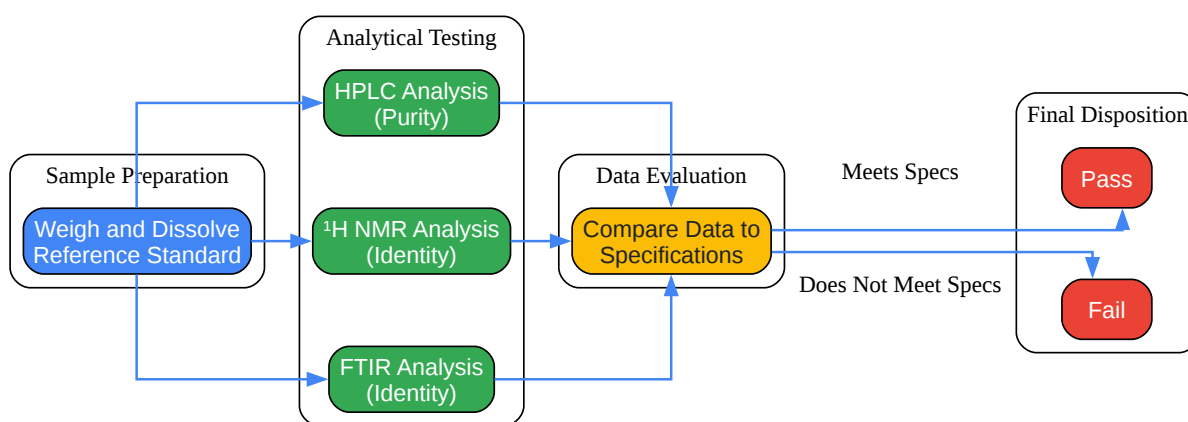 Sample Preparation
Weigh and Dissolve
Reference Standard
Analytical Testing
HPLC Analysis
(Purity)
¹H NMR Analysis
(Identity)
FTIR Analysis
(Identity)
Data Evaluation
Compare Data to
Specifications
Meets Specs
Does Not Meet Specs
Final Disposition
Pass
Fail